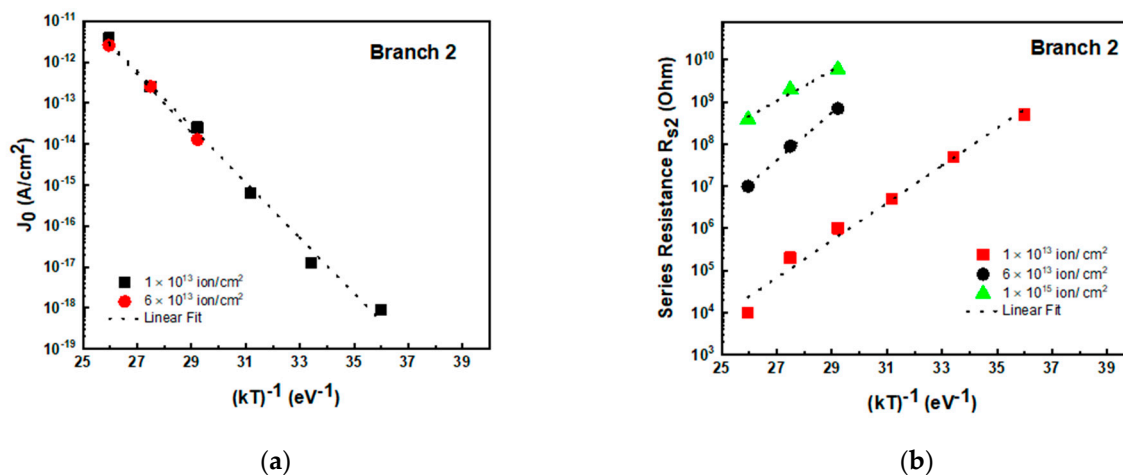 10⁻¹¹
10⁻¹²
10⁻¹³
10⁻¹⁴
10⁻¹⁵
10⁻¹⁶
10⁻¹⁷
10⁻¹⁸
10⁻¹⁹
J₀ (A/cm²)
Branch 2
1 × 10¹³ ion/cm²
6 × 10¹³ ion/cm²
Linear Fit
25 27 29 31 33 35 37 39
(kT)⁻¹ (eV⁻¹)
(a)
10¹⁰
10⁹
10⁸
10⁷
10⁶
10⁵
10⁴
10³
Series Resistance Rs2 (Ohm)
Branch 2
1 × 10¹³ ion/ cm²
6 × 10¹³ ion/ cm²
1 × 10¹⁵ ion/ cm²
Linear Fit
25 27 29 31 33 35 37 39
(kT)⁻¹ (eV⁻¹)
(b)